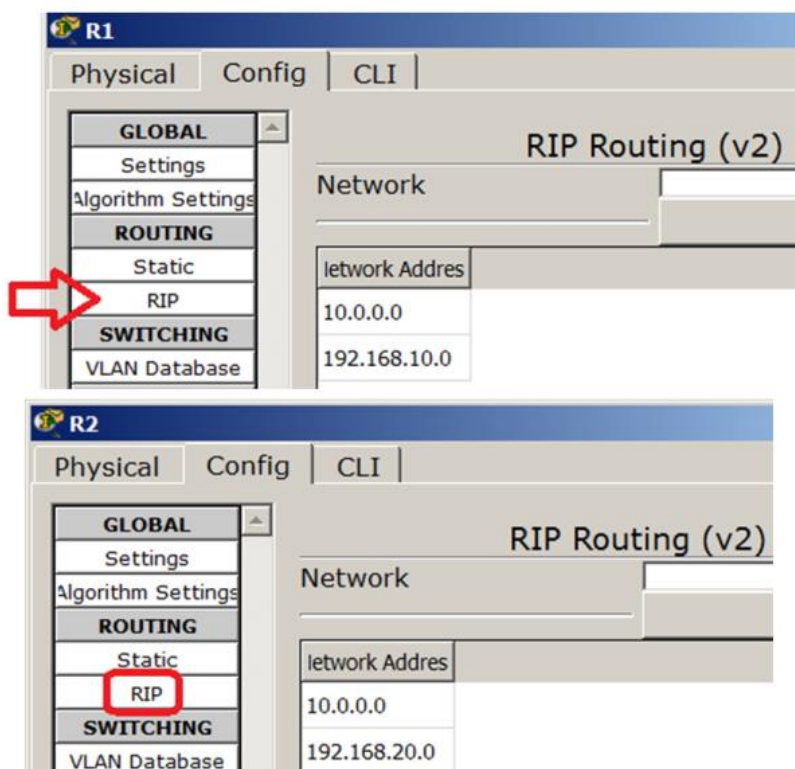 R1
Physical Config CLI
GLOBAL
Settings
Algorithm Settings
ROUTING
Static
RIP
SWITCHING
VLAN Database
RIP Routing (v2)
Network
letwork Addres
10.0.0.0
192.168.10.0
R2
Physical Config CLI
GLOBAL
Settings
Algorithm Settings
ROUTING
Static
RIP
SWITCHING
VLAN Database
RIP Routing (v2)
Network
letwork Addres
10.0.0.0
192.168.20.0